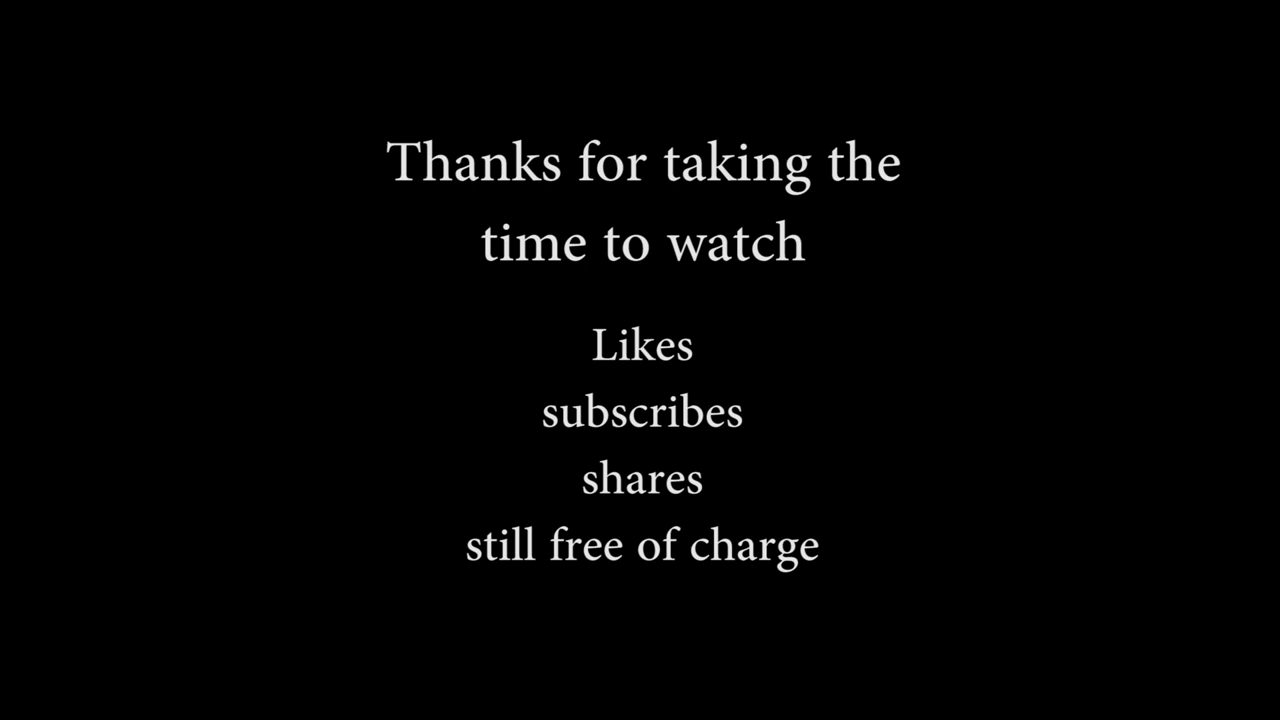 Thanks for taking the
time to watch
Likes
subscribes
shares
still free of charge